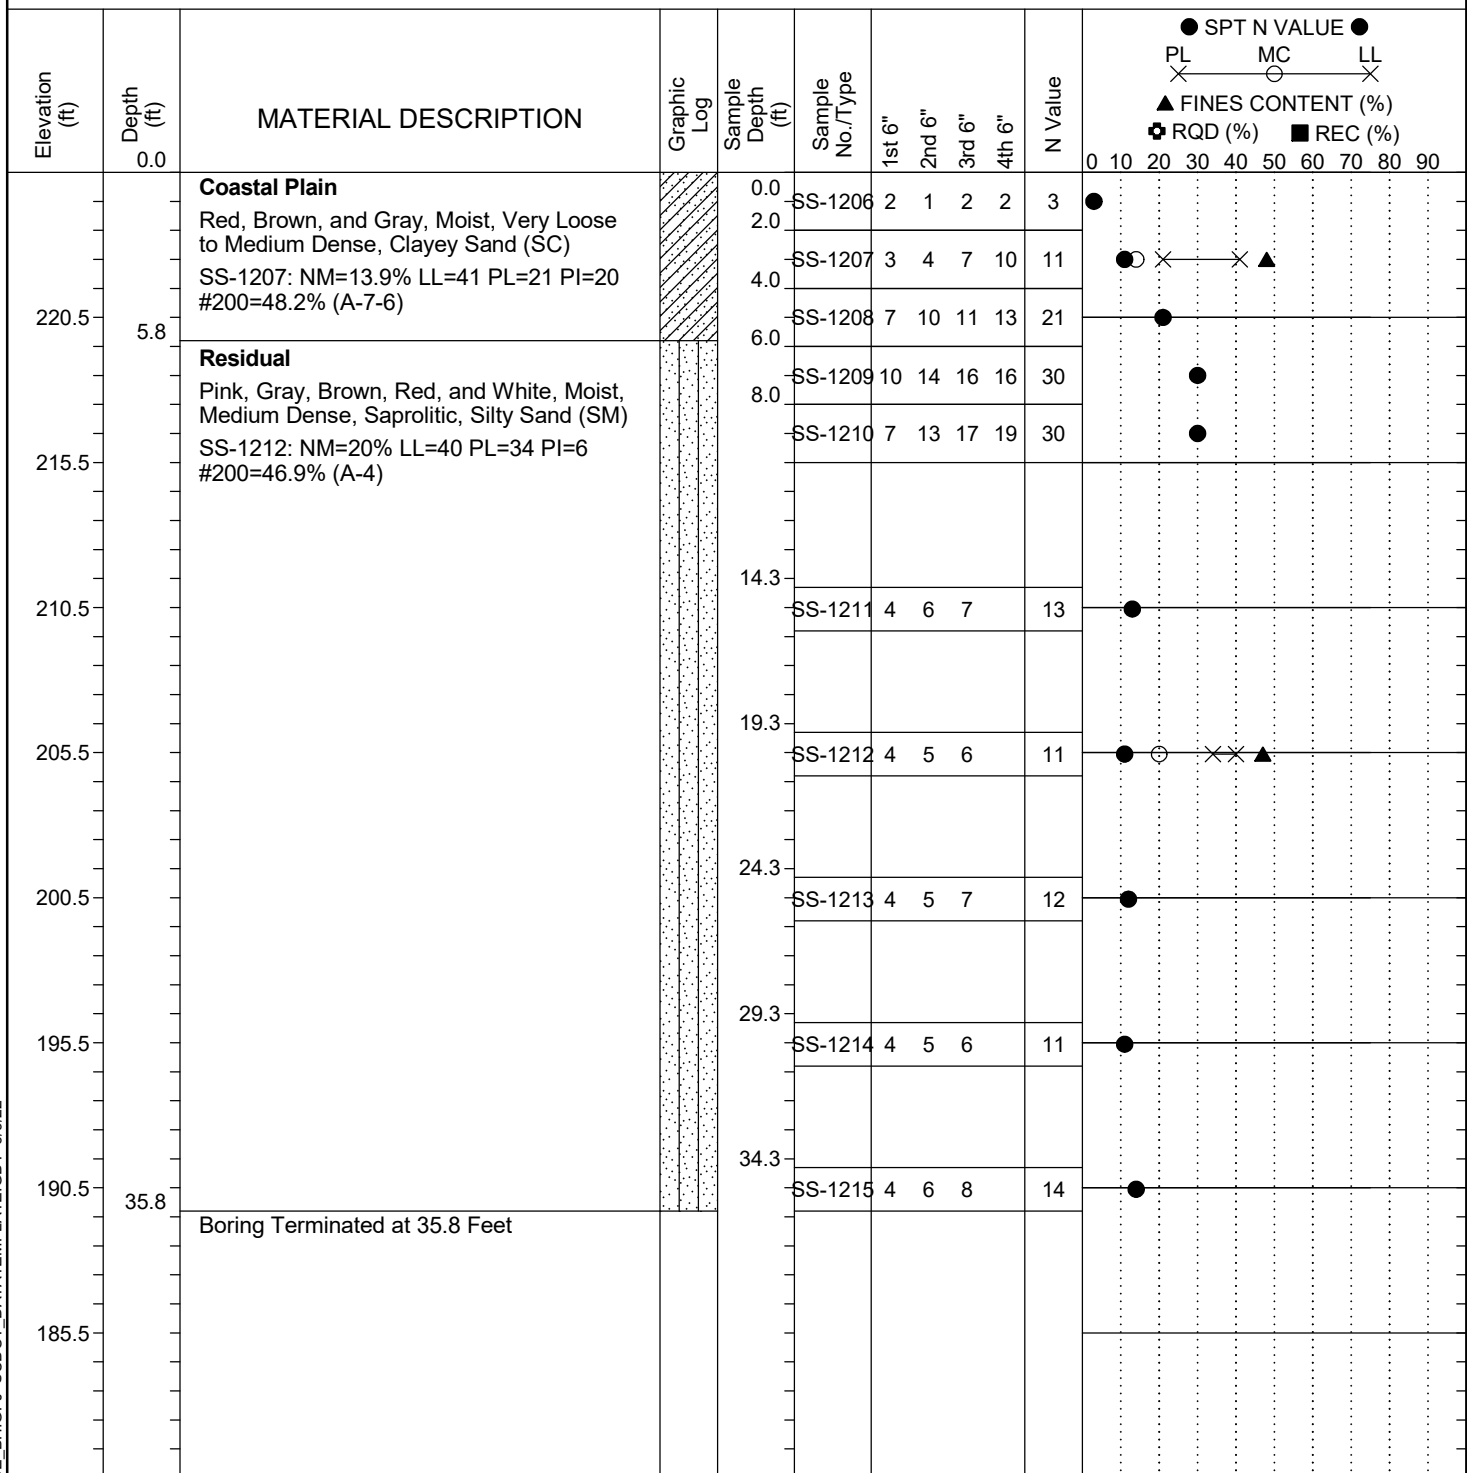 ● SPT N VALUE ●
PL MC LL
▲ FINES CONTENT (%)
RQD (%) ■ REC (%)
Elevation (ft)
Depth (ft)
0.0
MATERIAL DESCRIPTION
Graphic Log
Sample Depth (ft)
Sample No./Type
1st 6"
2nd 6"
3rd 6"
4th 6"
N Value
0 10 20 30 40 50 60 70 80 90
Coastal Plain
Red, Brown, and Gray, Moist, Very Loose
to Medium Dense, Clayey Sand (SC)
SS-1207: NM=13.9% LL=41 PL=21 PI=20
#200=48.2% (A-7-6)
0.0 SS-1206 2 1 2 2 3
2.0
SS-1207 3 4 7 10 11
4.0
220.5 5.8 SS-1208 7 10 11 13 21
6.0
Residual
Pink, Gray, Brown, Red, and White, Moist,
Medium Dense, Saprolitic, Silty Sand (SM)
SS-1212: NM=20% LL=40 PL=34 PI=6
#200=46.9% (A-4)
SS-1209 10 14 16 16 30
8.0
SS-1210 7 13 17 19 30
215.5
14.3
210.5 SS-1211 4 6 7 13
19.3
205.5 SS-1212 4 5 6 11
24.3
200.5 SS-1213 4 5 7 12
29.3
195.5 SS-1214 4 5 6 11
34.3
190.5 35.8 SS-1215 4 6 8 14
Boring Terminated at 35.8 Feet
185.5